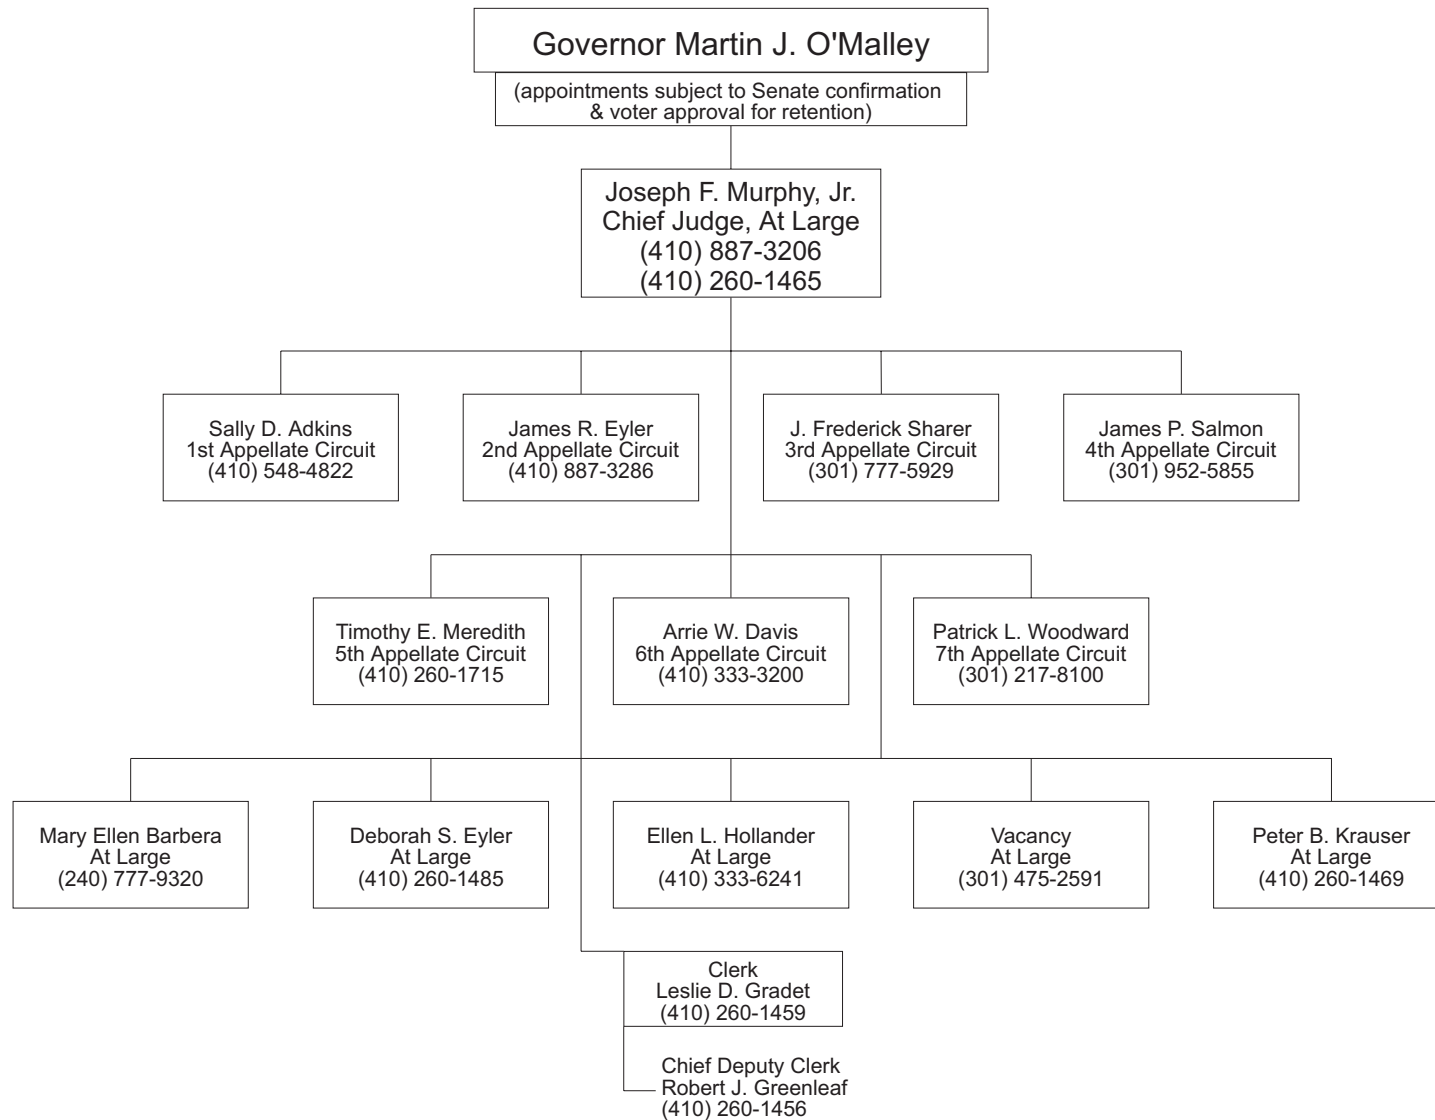 Governor Martin J. O'Malley
(appointments subject to Senate confirmation
& voter approval for retention)
Joseph F. Murphy, Jr.
Chief Judge, At Large
(410) 887-3206
(410) 260-1465
Sally D. Adkins
1st Appellate Circuit
(410) 548-4822
James R. Eyler
2nd Appellate Circuit
(410) 887-3286
J. Frederick Sharer
3rd Appellate Circuit
(301) 777-5929
James P. Salmon
4th Appellate Circuit
(301) 952-5855
Timothy E. Meredith
5th Appellate Circuit
(410) 260-1715
Arrie W. Davis
6th Appellate Circuit
(410) 333-3200
Patrick L. Woodward
7th Appellate Circuit
(301) 217-8100
Mary Ellen Barbera
At Large
(240) 777-9320
Deborah S. Eyler
At Large
(410) 260-1485
Ellen L. Hollander
At Large
(410) 333-6241
Vacancy
At Large
(301) 475-2591
Peter B. Krauser
At Large
(410) 260-1469
Clerk
Leslie D. Gradet
(410) 260-1459
Chief Deputy Clerk
Robert J. Greenleaf
(410) 260-1456